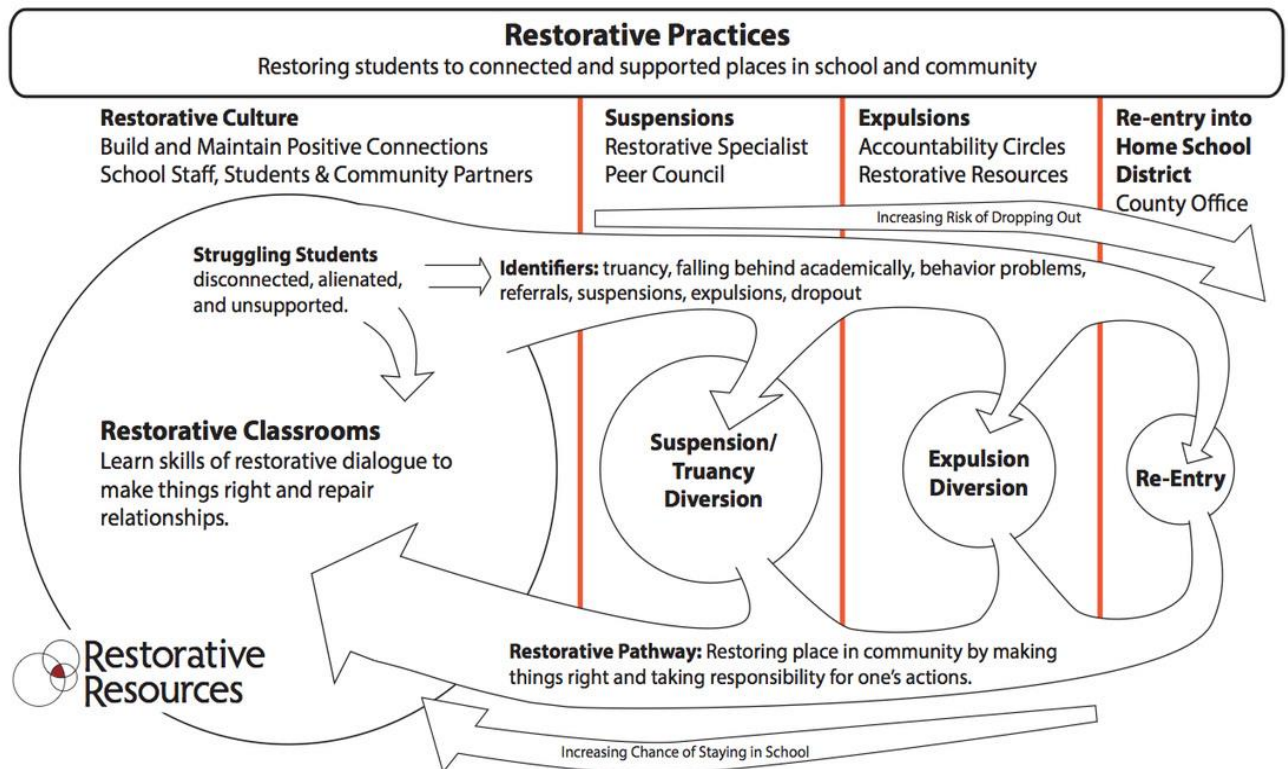 Restorative Practices
Restoring students to connected and supported places in school and community
Restorative Culture
Build and Maintain Positive Connections
School Staff, Students & Community Partners
Suspensions
Restorative Specialist
Peer Council
Expulsions
Accountability Circles
Restorative Resources
Re-entry into
Home School
District
County Office
Increasing Risk of Dropping Out
Struggling Students
disconnected, alienated,
and unsupported.
Identifiers: truancy, falling behind academically, behavior problems,
referrals, suspensions, expulsions, dropout
Restorative Classrooms
Learn skills of restorative dialogue to
make things right and repair
relationships.
Suspension/
Truancy
Diversion
Expulsion
Diversion
Re-Entry
Restorative Pathway: Restoring place in community by making
things right and taking responsibility for one's actions.
Restorative
Resources
Increasing Chance of Staying in School